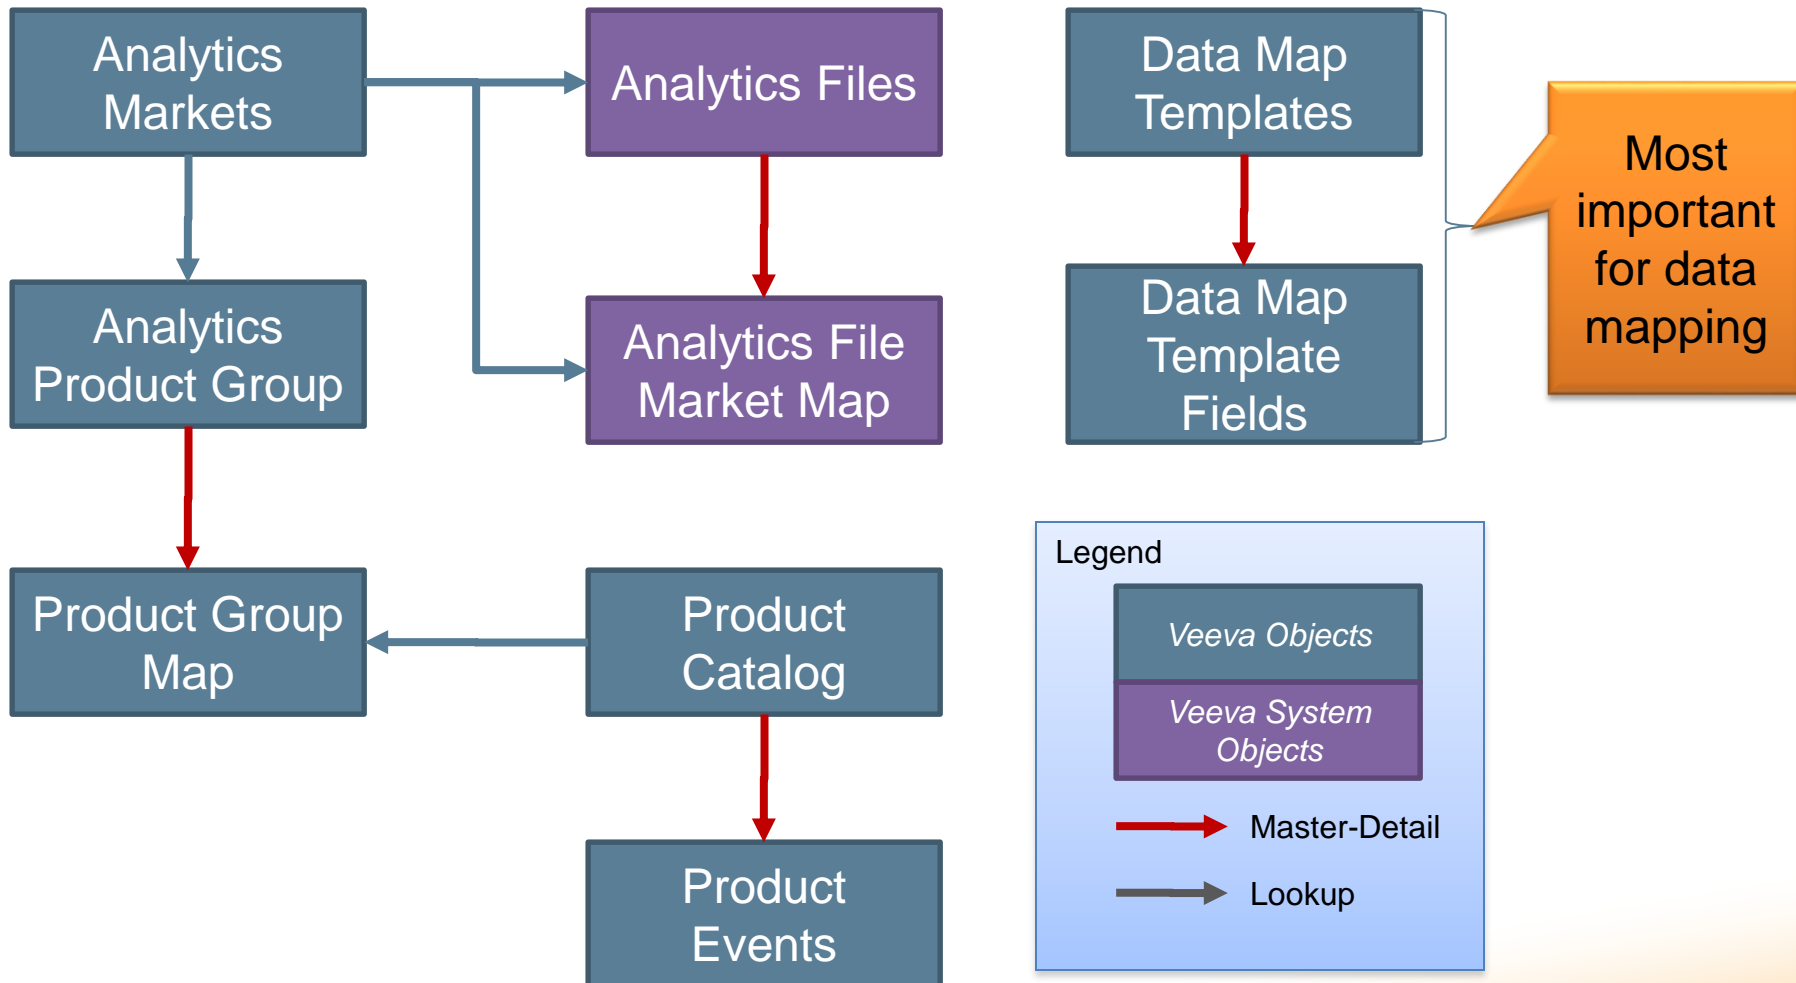 Analytics
Markets
Analytics Files
Data Map
Templates
Most
important
for data
mapping
Analytics
Product Group
Analytics File
Market Map
Data Map
Template
Fields
Product Group
Map
Product
Catalog
Product
Events
Legend
Veeva Objects
Veeva System
Objects
Master-Detail
Lookup